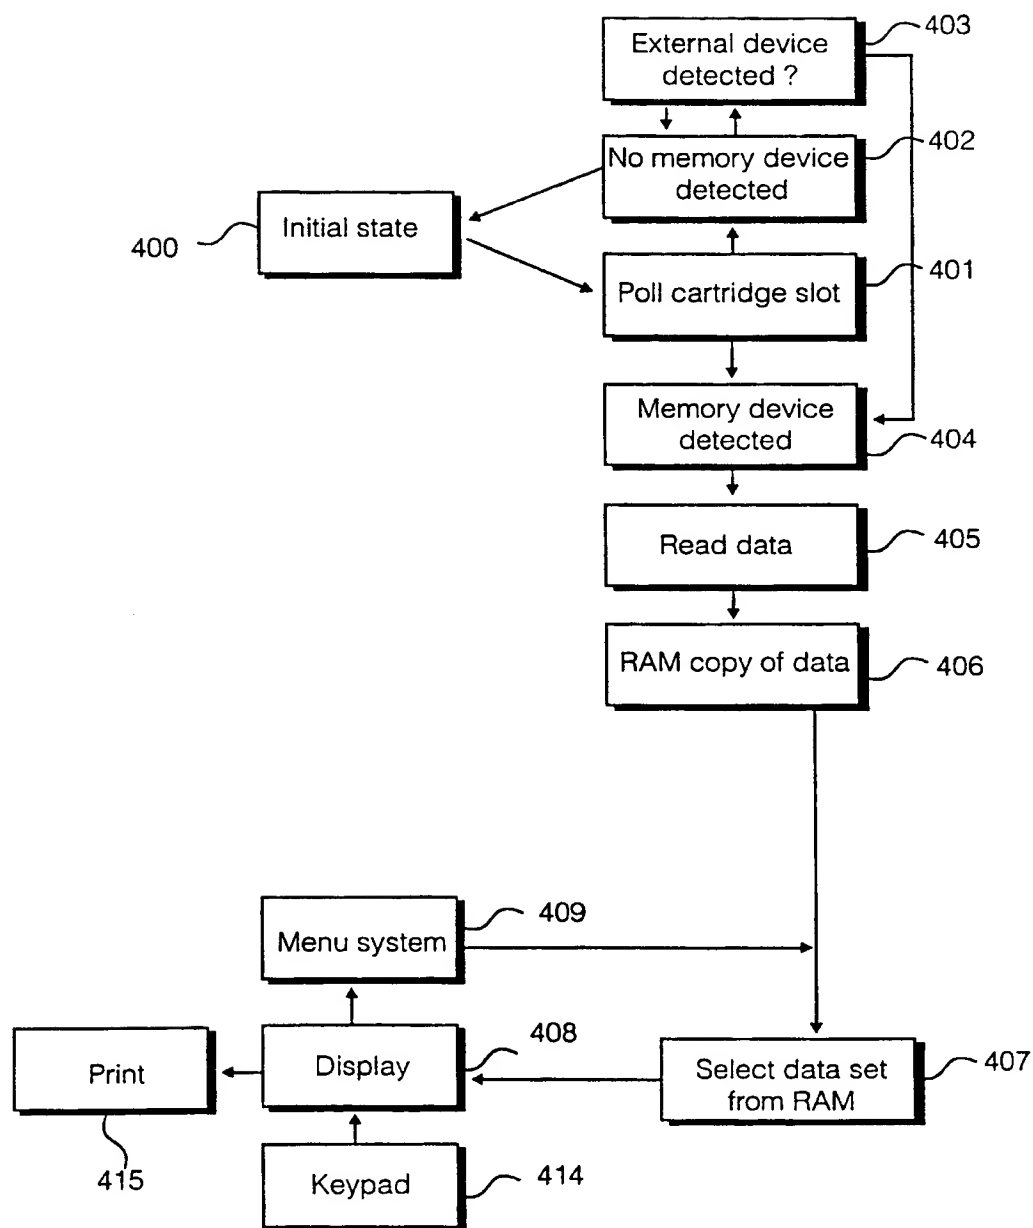 External device
detected ?
403
No memory device
detected
402
Initial state
400
Poll cartridge slot
401
Memory device
detected
404
Read data
405
RAM copy of data
406
Menu system
409
Display
408
Print
415
Select data set
from RAM
407
Keypad
414